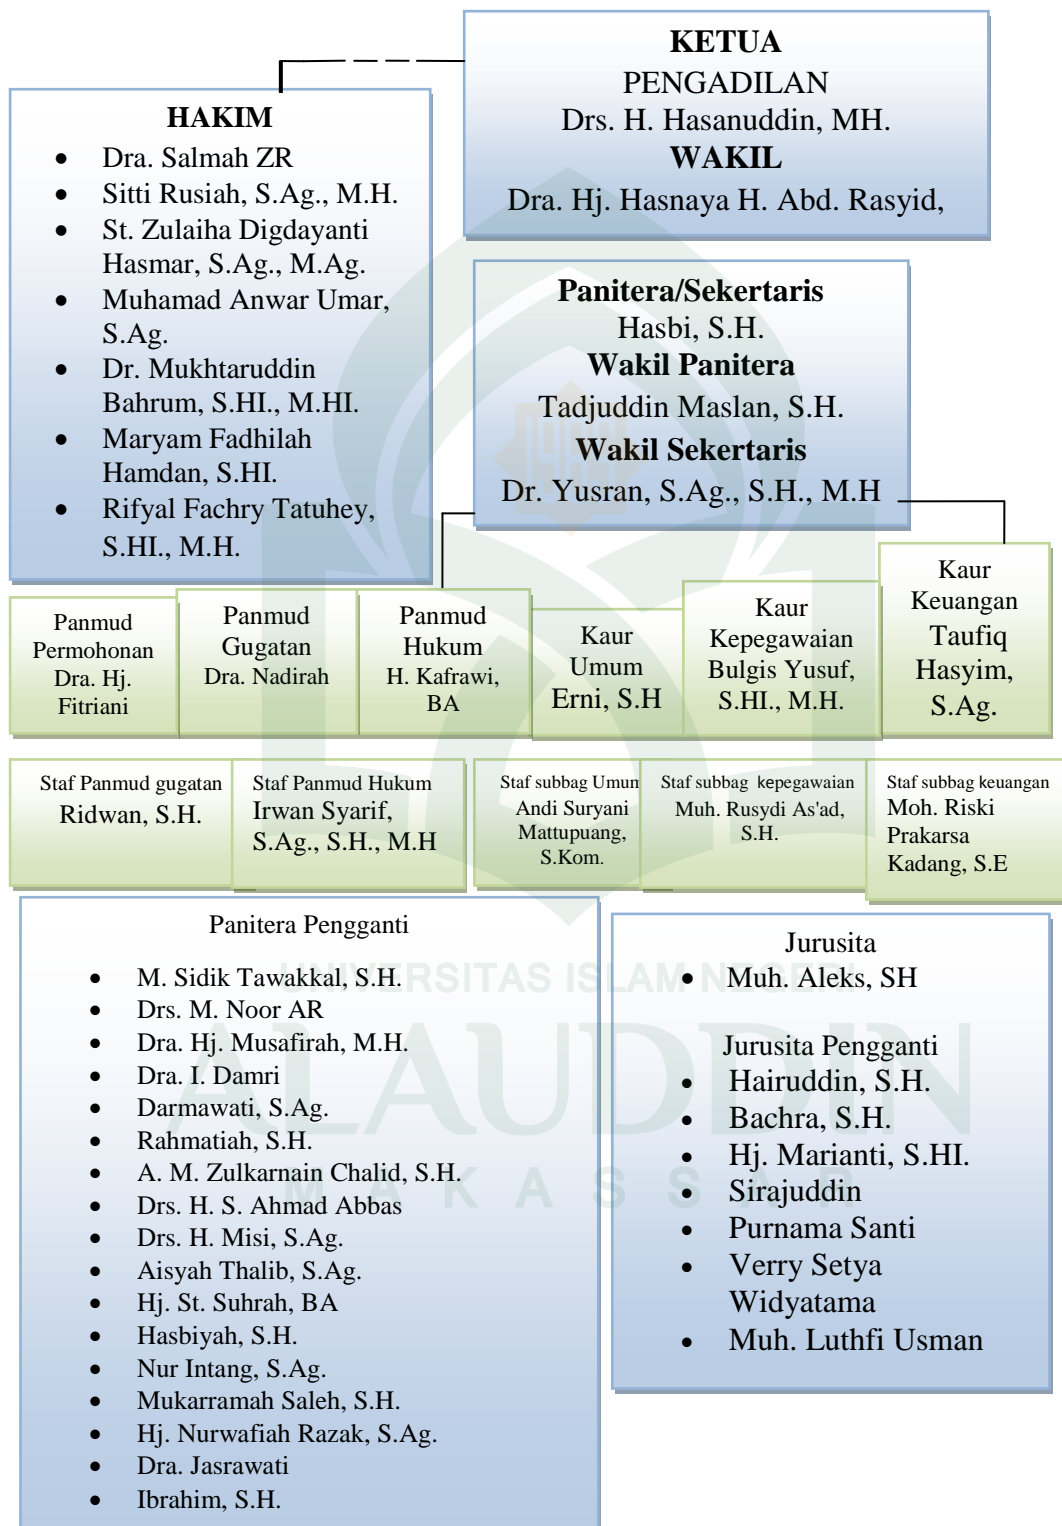 KETUA
PENGADILAN
Drs. H. Hasanuddin, MH.
WAKIL
Dra. Hj. Hasnaya H. Abd. Rasyid,
HAKIM
• Dra. Salmah ZR
• Sitti Rusiah, S.Ag., M.H.
• St. Zulaiha Digdayanti
Hasmar, S.Ag., M.Ag.
• Muhamad Anwar Umar,
S.Ag.
• Dr. Mukhtaruddin
Bahrum, S.HI., M.HI.
• Maryam Fadhilah
Hamdan, S.HI.
• Rifyal Fachry Tatuhey,
S.HI., M.H.
Panitera/Sekertaris
Hasbi, S.H.
Wakil Panitera
Tadjuddin Maslan, S.H.
Wakil Sekertaris
Dr. Yusran, S.Ag., S.H., M.H
Panmud
Permohonan
Dra. Hj.
Fitriani
Panmud
Gugatan
Dra. Nadirah
Panmud
Hukum
H. Kafrawi,
BA
Kaur
Umum
Erni, S.H
Kaur
Kepegawaian
Bulgis Yusuf,
S.HI., M.H.
Kaur
Keuangan
Taufiq
Hasyim,
S.Ag.
Staf Panmud gugatan
Ridwan, S.H.
Staf Panmud Hukum
Irwan Syarif,
S.Ag., S.H., M.H
Staf subbag Umum
Andi Suryani
Mattupuang,
S.Kom.
Staf subbag kepegawaian
Muh. Rusydi As'ad,
S.H.
Staf subbag keuangan
Moh. Riski
Prakarsa
Kadang, S.E
Panitera Pengganti
• M. Sidik Tawakkal, S.H.
• Drs. M. Noor AR
• Dra. Hj. Musafirah, M.H.
• Dra. I. Damri
• Darmawati, S.Ag.
• Rahmatiah, S.H.
• A. M. Zulkarnain Chalid, S.H.
• Drs. H. S. Ahmad Abbas
• Drs. H. Misi, S.Ag.
• Aisyah Thalib, S.Ag.
• Hj. St. Suhrah, BA
• Hasbiyah, S.H.
• Nur Intang, S.Ag.
• Mukarramah Saleh, S.H.
• Hj. Nurwafiah Razak, S.Ag.
• Dra. Jasrawati
• Ibrahim, S.H.
Jurusita
• Muh. Aleks, SH
Jurusita Pengganti
• Hairuddin, S.H.
• Bachra, S.H.
• Hj. Marianti, S.HI.
• Sirajuddin
• Purnama Santi
• Verry Setya
Widyatama
• Muh. Luthfi Usman
UNIVERSITAS ISLAM NEGERI
ALAUDDIN
MAKASSAR